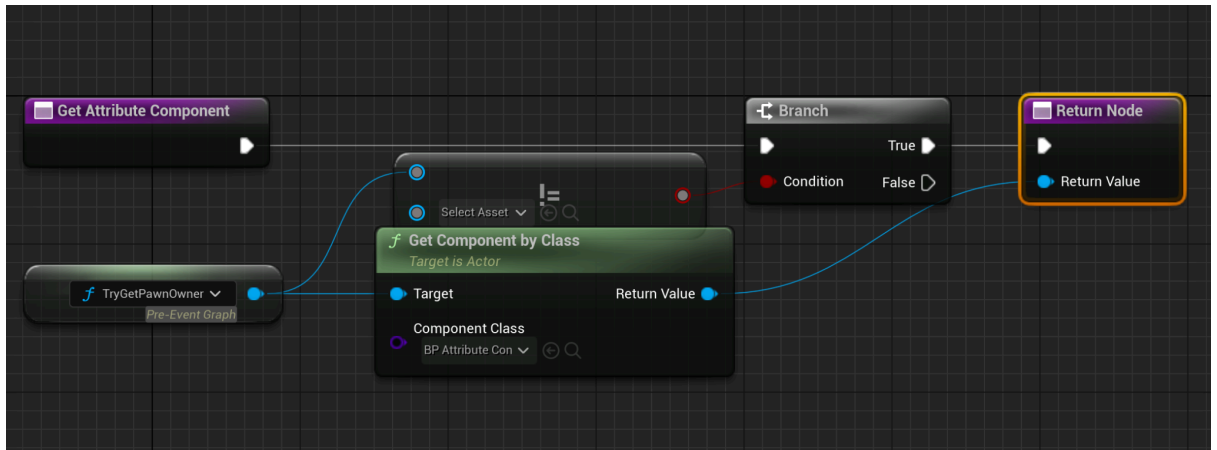 Get Attribute Component
Branch
True
Condition
False
Return Node
Return Value
!=
Select Asset
f Get Component by Class
Target is Actor
Target
Return Value
Component Class
BP Attribute Con
f TryGetPawnOwner
Pre-Event Graph